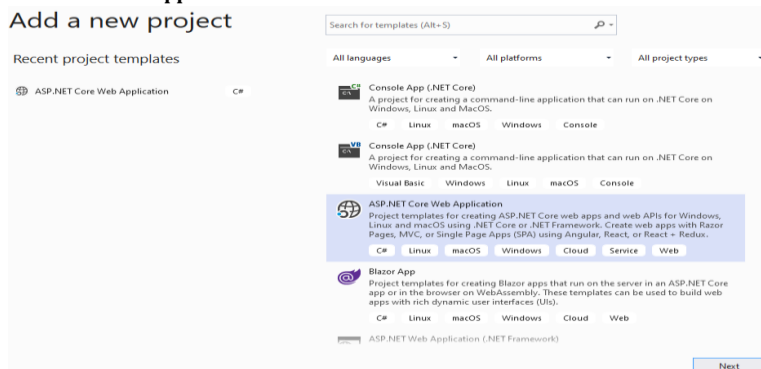 Add a new project
Search for templates (Alt+S)
Recent project templates
All languages
All platforms
All project types
ASP.NET Core Web Application C#
Console App (.NET Core)
A project for creating a command-line application that can run on .NET Core on
Windows, Linux and MacOS.
C# Linux macOS Windows Console
Console App (.NET Core)
A project for creating a command-line application that can run on .NET Core on
Windows, Linux and MacOS.
Visual Basic Windows Linux macOS Console
ASP.NET Core Web Application
Project templates for creating ASP.NET Core web apps and web APIs for Windows,
Linux and macOS using .NET Core or .NET Framework. Create web apps with Razor
Pages, MVC, or Single Page Apps (SPA) using Angular, React, or React + Redux.
C# Linux macOS Windows Cloud Service Web
Blazor App
Project templates for creating Blazor apps that run on the server in an ASP.NET Core
app or in the browser on WebAssembly. These templates can be used to build web
apps with rich dynamic user interfaces (UIs).
C# Linux macOS Windows Cloud Web
ASP.NET Web Application (.NET Framework)
Next